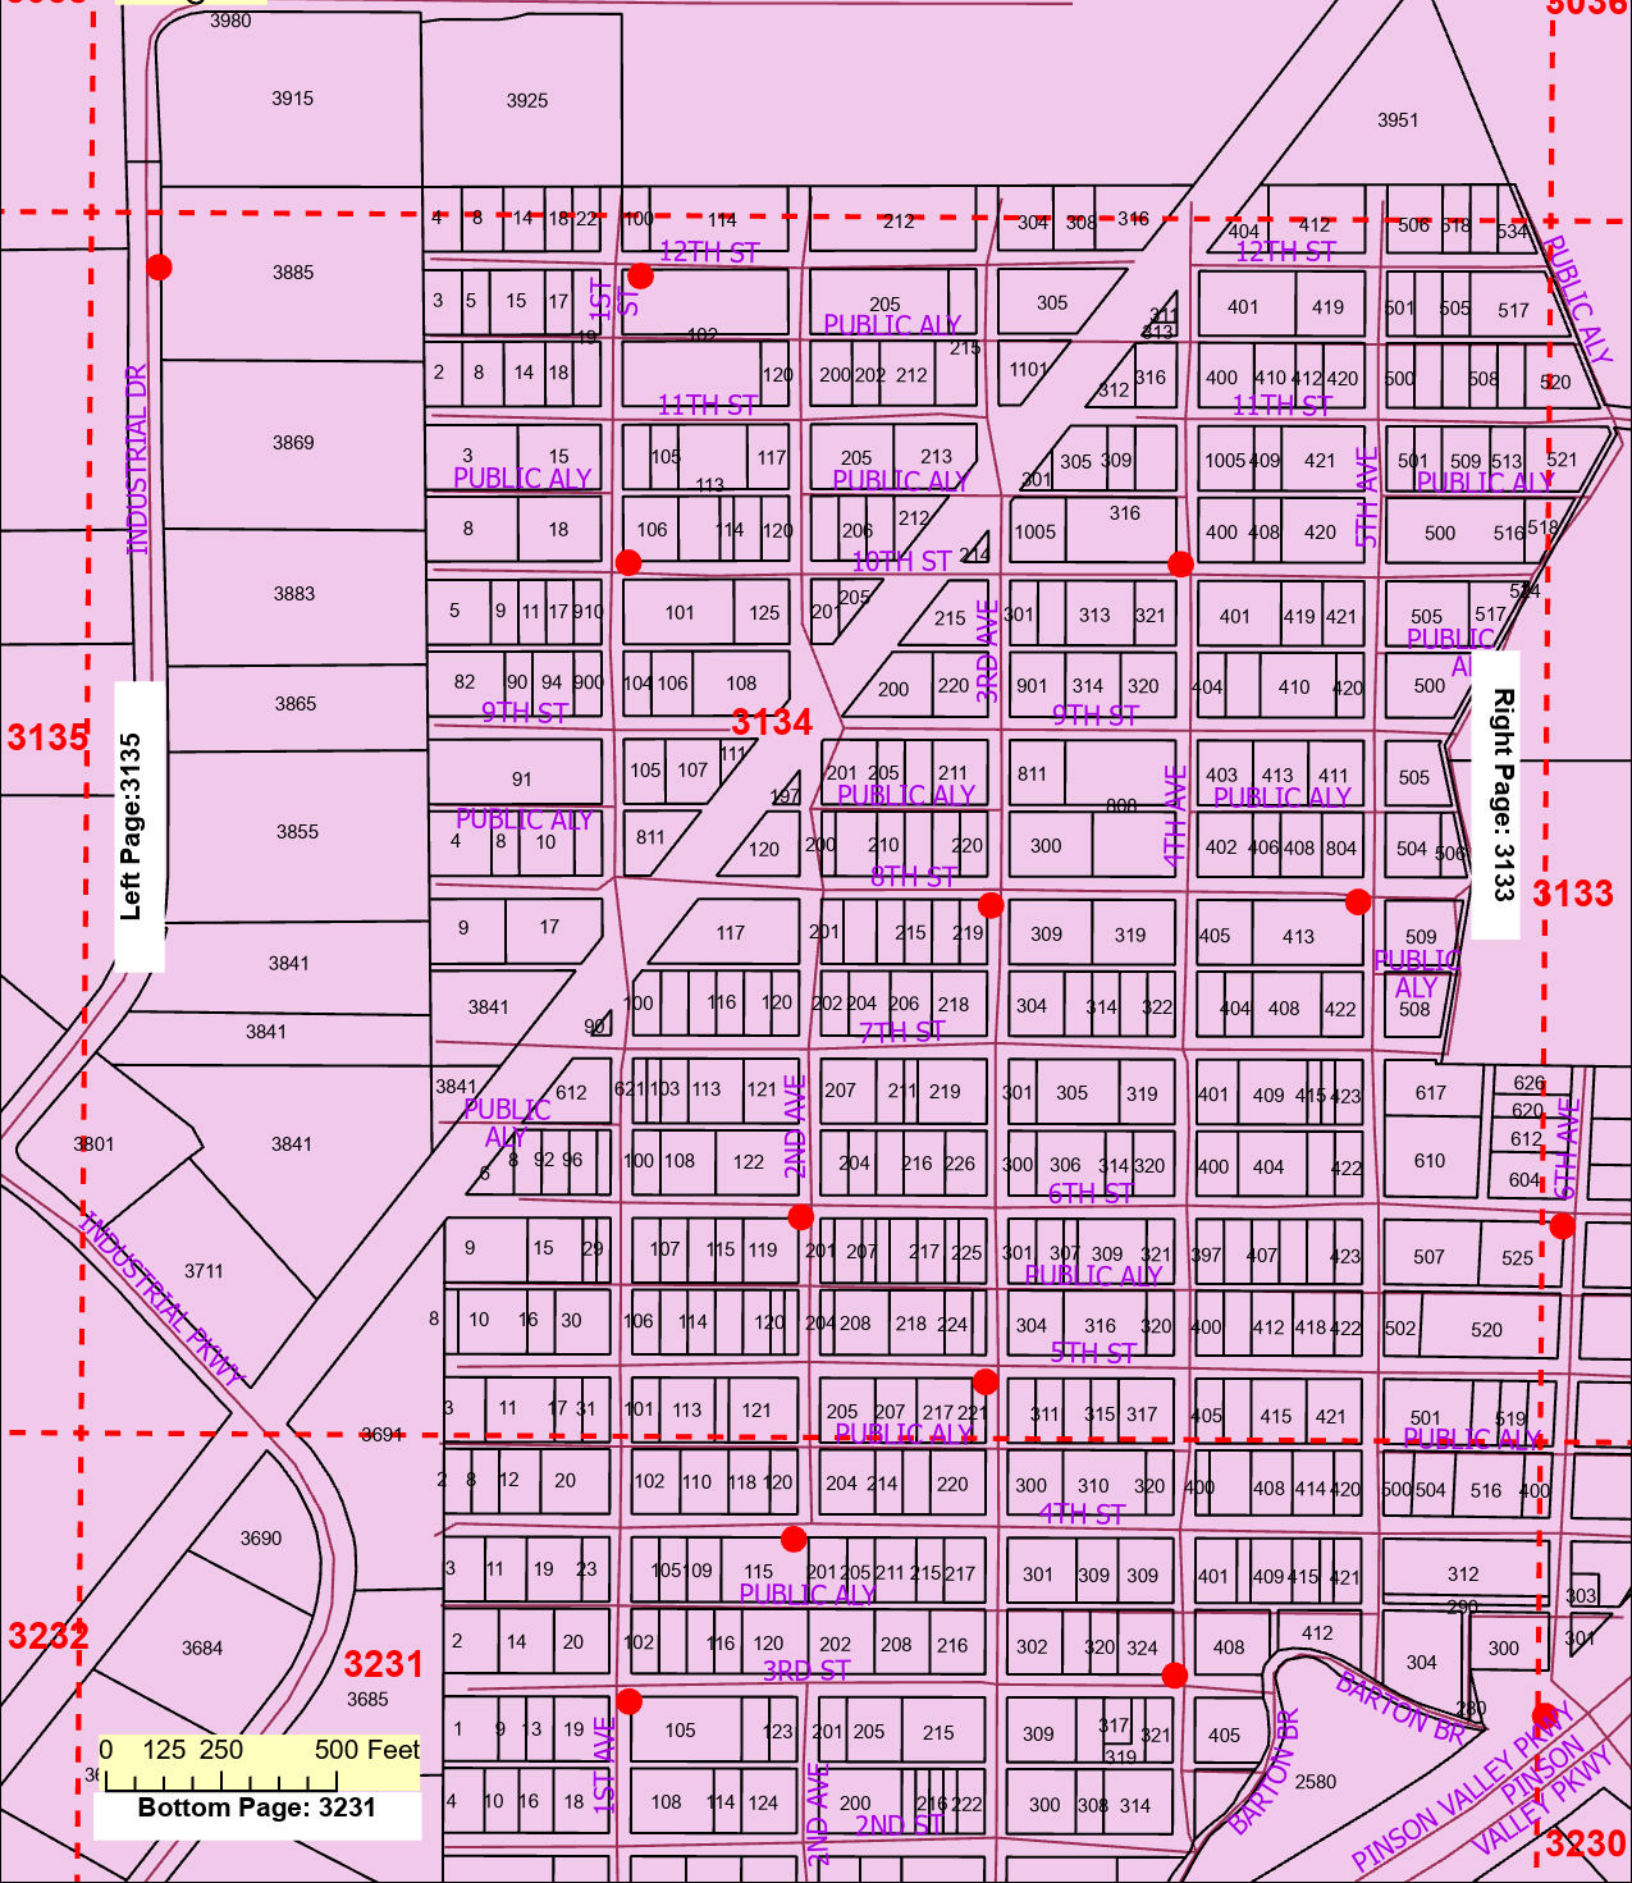 3980
3915 3925 3951
4 8 14 18 22 100 114 212 304 308 316 404 412 506 518 534
12TH ST 12TH ST
PUBLIC ALY
3885
3 5 15 17 1ST ST 205 305 311 401 419 501 505 517
19 102 PUBLIC ALY 313
215
2 8 14 18 120 200 202 212 1101 312 316 400 410 412 420 500 508 520
11TH ST 11TH ST
INDUSTRIAL DR
3869
3 15 105 117 205 213 305 309 1005 409 421 501 509 513 521
PUBLIC ALY 113 PUBLIC ALY 301 5TH AVE PUBLIC ALY
8 18 106 114 120 206 212 1005 316 400 408 420 500 516 518
10TH ST 214
3883
5 9 11 17 910 101 125 201 205 215 301 313 321 401 419 421 505 517 524
3RD AVE PUBLIC
82 90 94 900 104 106 108 200 220 901 314 320 404 410 420 500
3865
9TH ST 9TH ST
3135 3134
Left Page:3135
Right Page: 3133
91 105 107 111 201 205 211 811 403 413 411 505
197 PUBLIC ALY 808 4TH AVE PUBLIC ALY
PUBLIC ALY
3855
4 8 10 811 120 200 210 220 300 402 406 408 804 504 506
8TH ST
3133
9 17 117 201 215 219 309 319 405 413 509
3841 PUBLIC ALY
3841 100 116 120 202 204 206 218 304 314 322 404 408 422 508
90
3841 7TH ST
3841 612 621 103 113 121 207 211 219 301 305 319 401 409 415 423 617 626
PUBLIC ALY 2ND AVE 620
3801 3841 612 6TH AVE
6 8 92 96 100 108 122 204 216 226 300 306 314 320 400 404 422 610 604
6TH ST
INDUSTRIAL PKWY
3711
9 15 29 107 115 119 201 207 217 225 301 307 309 321 397 407 423 507 525
PUBLIC ALY
8 10 16 30 106 114 120 204 208 218 224 304 316 320 400 412 418 422 502 520
5TH ST
3 11 17 31 101 113 121 205 207 217 221 311 315 317 405 415 421 501 519
3691 PUBLIC ALY PUBLIC ALY
2 8 12 20 102 110 118 120 204 214 220 300 310 320 400 408 414 420 500 504 516 400
4TH ST
3690
3 11 19 23 105 109 115 201 205 211 215 217 301 309 309 401 409 415 421 312 303
PUBLIC ALY 290
3232 3231
3684
2 14 20 102 116 120 202 208 216 302 320 324 408 412 304 300 301
3RD ST
3685 BARTON BR 280
1 9 13 19 1ST AVE 105 123 201 205 215 309 317 319 321 405
0 125 250 500 Feet
BARTON BR 2580
4 10 16 18 108 114 124 2ND AVE 200 216 222 300 308 314
2ND ST
Bottom Page: 3231
PINSON VALLEY PKWY
PINSON VALLEY PKWY
3230